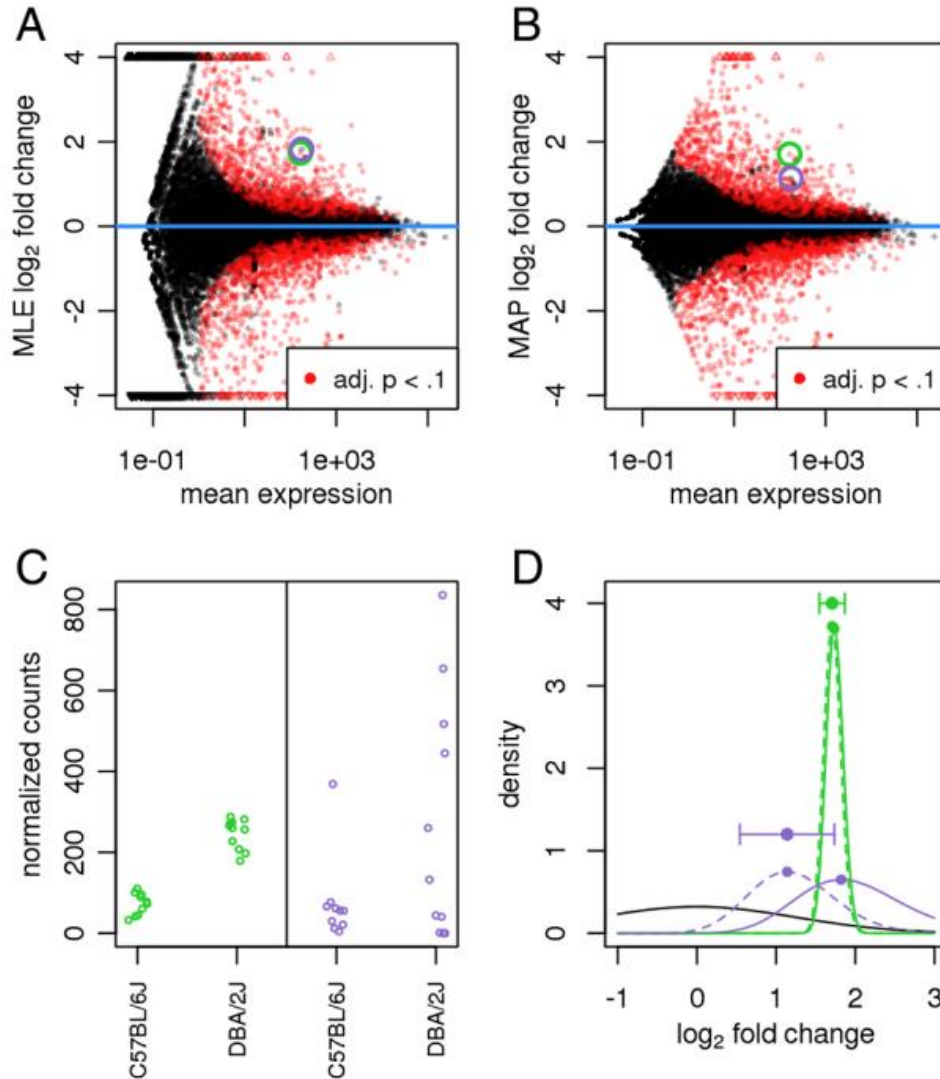 A
MLE log2 fold change
4
2
0
-2
-4
adj. p < .1
1e-01
1e+03
mean expression
B
MAP log2 fold change
4
2
0
-2
-4
adj. p < .1
1e-01
1e+03
mean expression
C
normalized counts
800
600
400
200
0
C57BL/6J
DBA/2J
C57BL/6J
DBA/2J
D
density
4
3
2
1
0
-1
0
1
2
3
log2 fold change